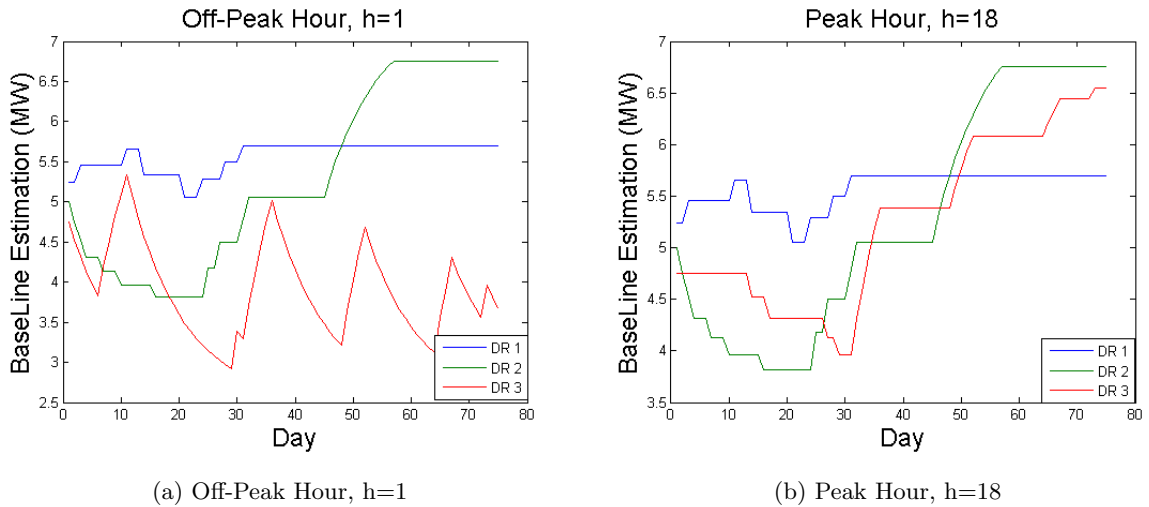 Off-Peak Hour, h=1
BaseLine Estimation (MW)
7
6.5
6
5.5
5
4.5
4
3.5
3
2.5
0 10 20 30 40 50 60 70 80
Day
DR 1
DR 2
DR 3
(a) Off-Peak Hour, h=1
Peak Hour, h=18
BaseLine Estimation (MW)
7
6.5
6
5.5
5
4.5
4
3.5
0 10 20 30 40 50 60 70 80
Day
DR 1
DR 2
DR 3
(b) Peak Hour, h=18